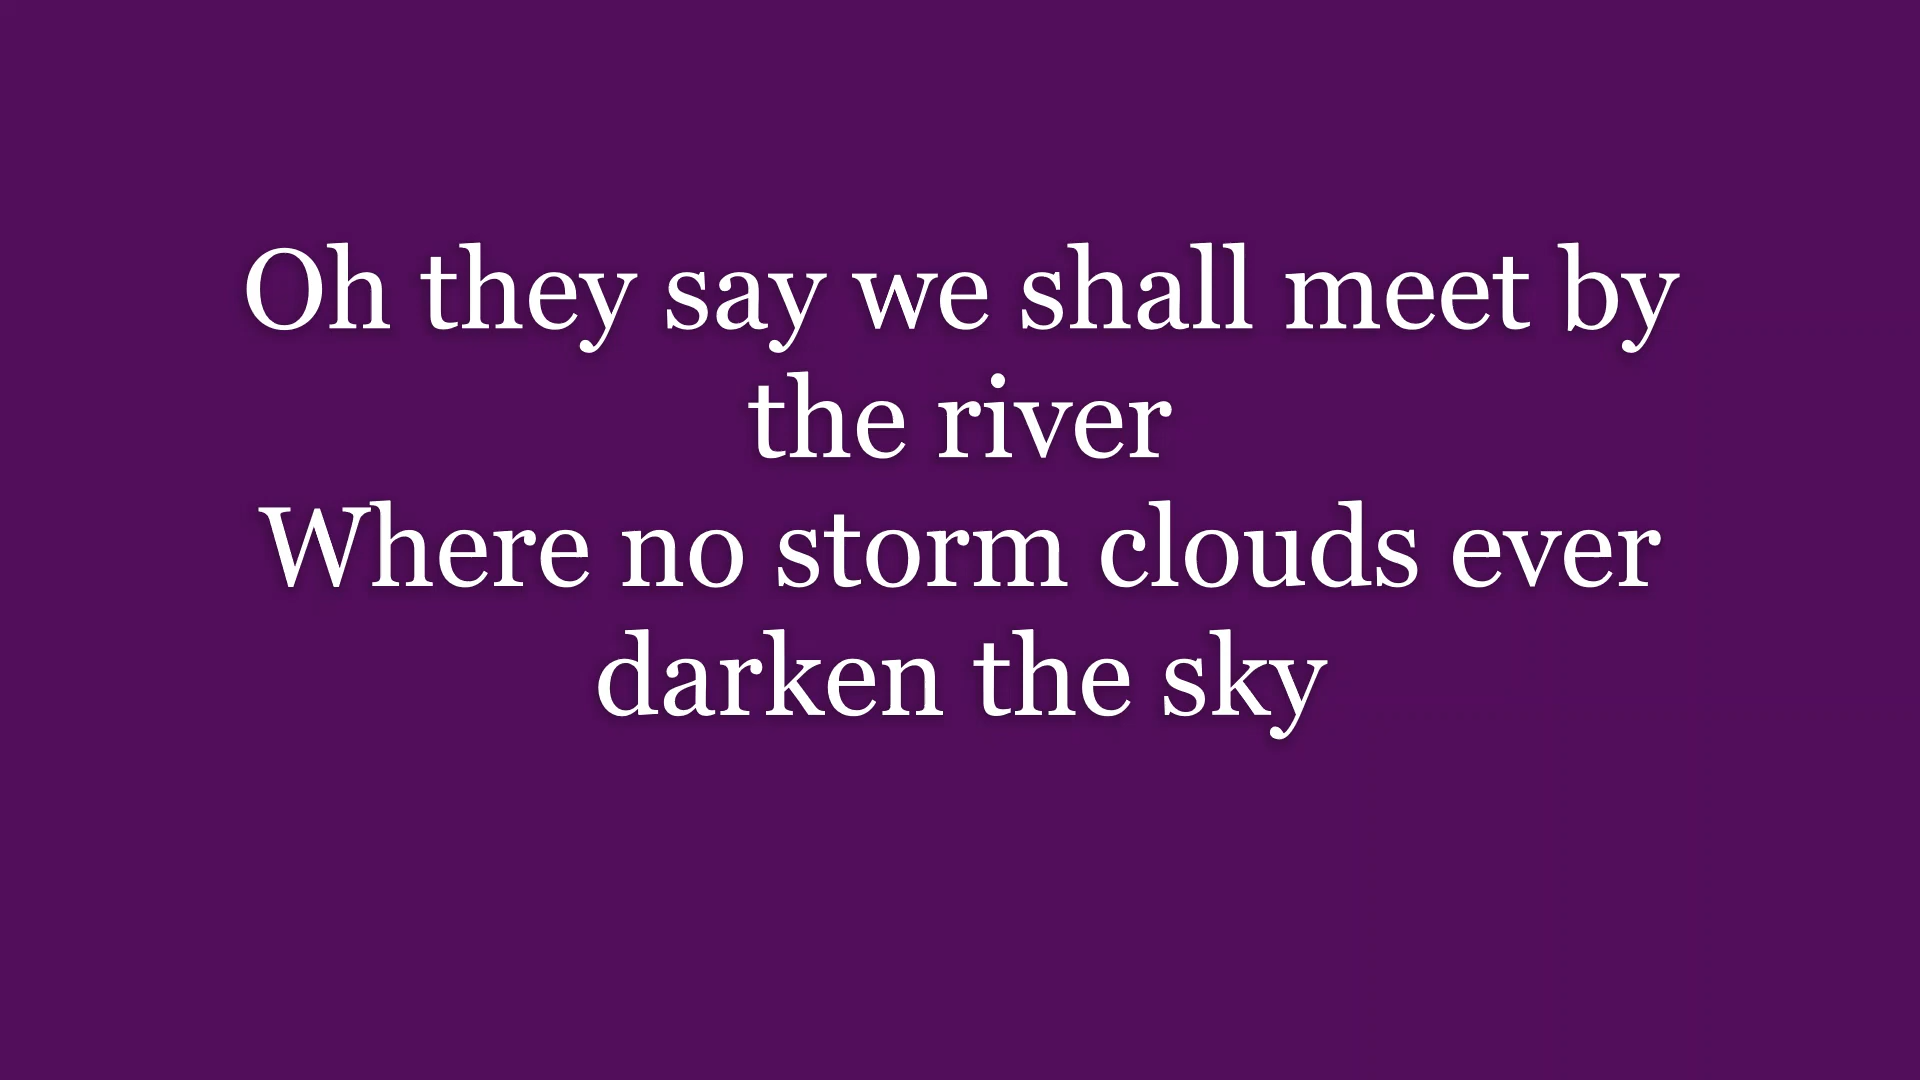 Oh they say we shall meet by
the river
Where no storm clouds ever
darken the sky